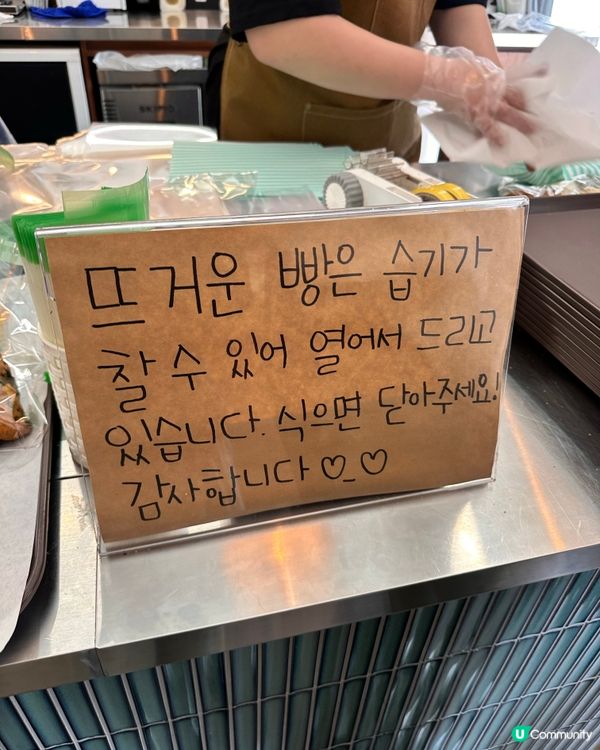 뜨거운 빵은 습기가
찰 수 있어 열어서 드리고
있습니다. 식으면 닫아주세요!
감사합니다 ♡_♡
U Community